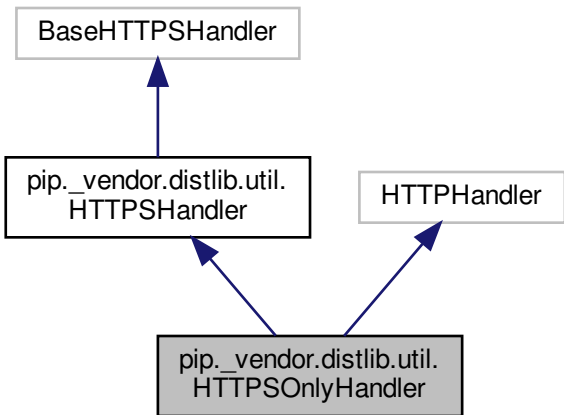 BaseHTTPSHandler
pip._vendor.distlib.util.
HTTPSHandler
HTTPHandler
pip._vendor.distlib.util.
HTTPSOnlyHandler